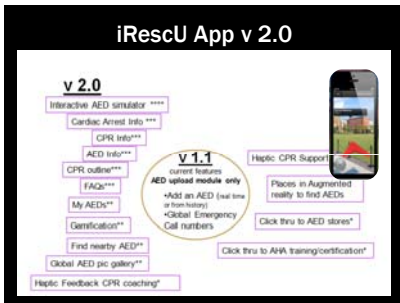 iRescU App v 2.0
v 2.0
Interactive AED simulator ****
Cardiac Arrest Info ***
CPR Info***
AED Info***
CPR outline***
FAQs***
My AEDs**
Gamification**
Find nearby AED**
Global AED pic gallery**
Haptic Feedback CPR coaching*
v 1.1
current features
AED upload module only
•Add an AED (real time
or from history)
•Global Emergency
Call numbers
Haptic CPR Support
Places in Augmented
reality to find AEDs
Click thru to AED stores*
Click thru to AHA training/certification*